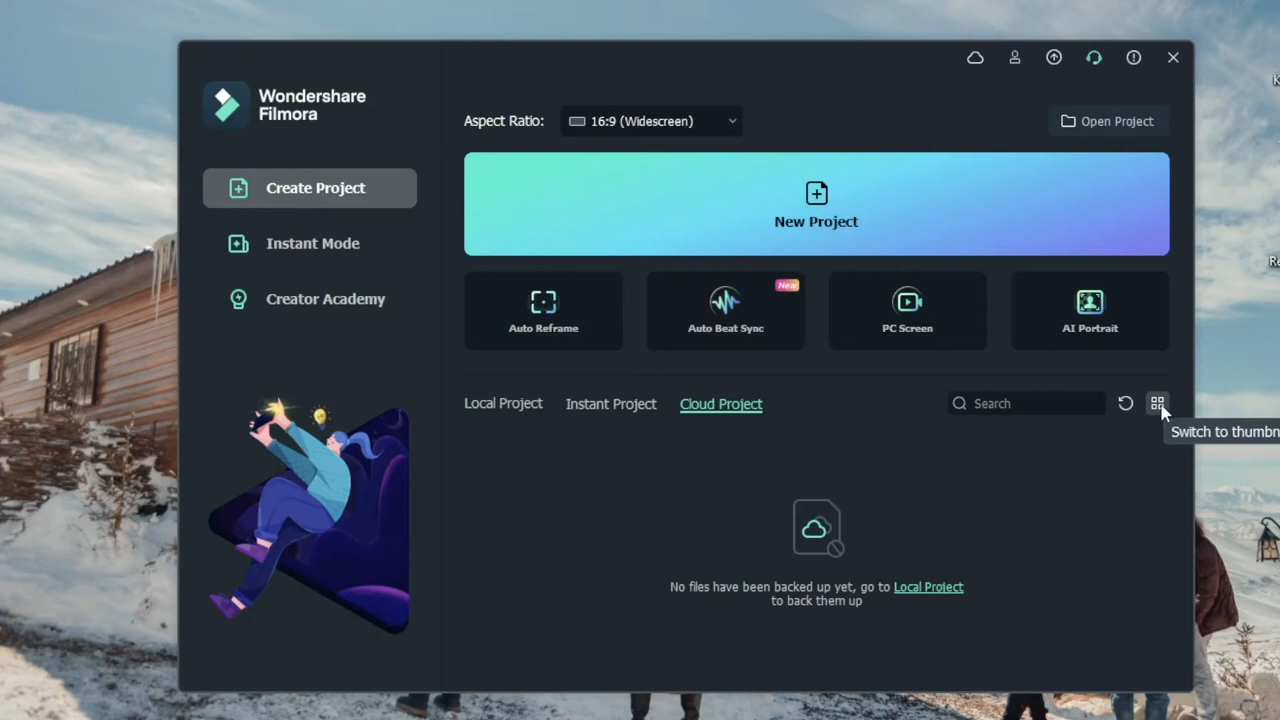 Wondershare
Filmora
Aspect Ratio:
16:9 (Widescreen)
Open Project
Create Project
New Project
Instant Mode
Creator Academy
New
Auto Reframe
Auto Beat Sync
PC Screen
AI Portrait
Local Project
Instant Project
Cloud Project
Search
Switch to thumbn
No files have been backed up yet, go to Local Project
to back them up